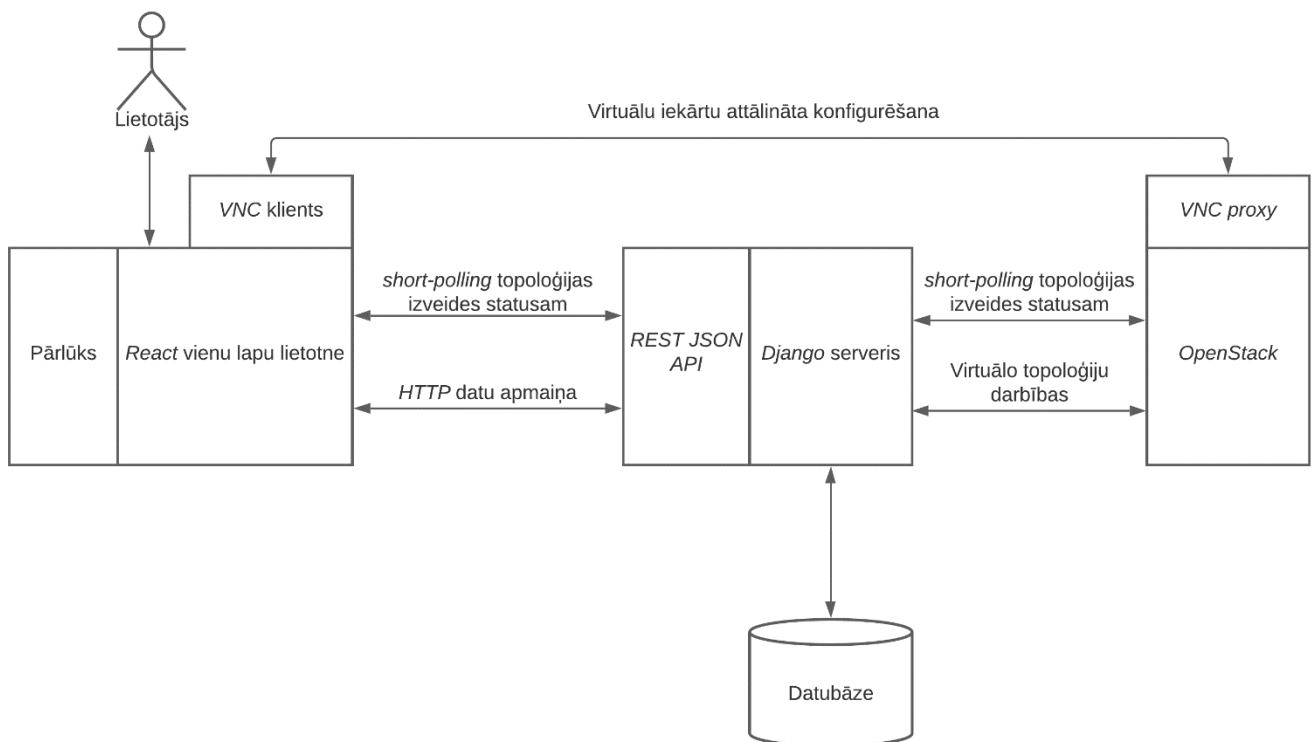 Lietotājs
Virtuālu iekārtu attālināta konfigurēšana
VNC klients
VNC proxy
short-polling topoloģijas
izveides statusam
short-polling topoloģijas
izveides statusam
Pārlūks
React vienu lapu lietotne
REST JSON
API
Django serveris
OpenStack
HTTP datu apmaiņa
Virtuālo topoloģiju
darbības
Datubāze